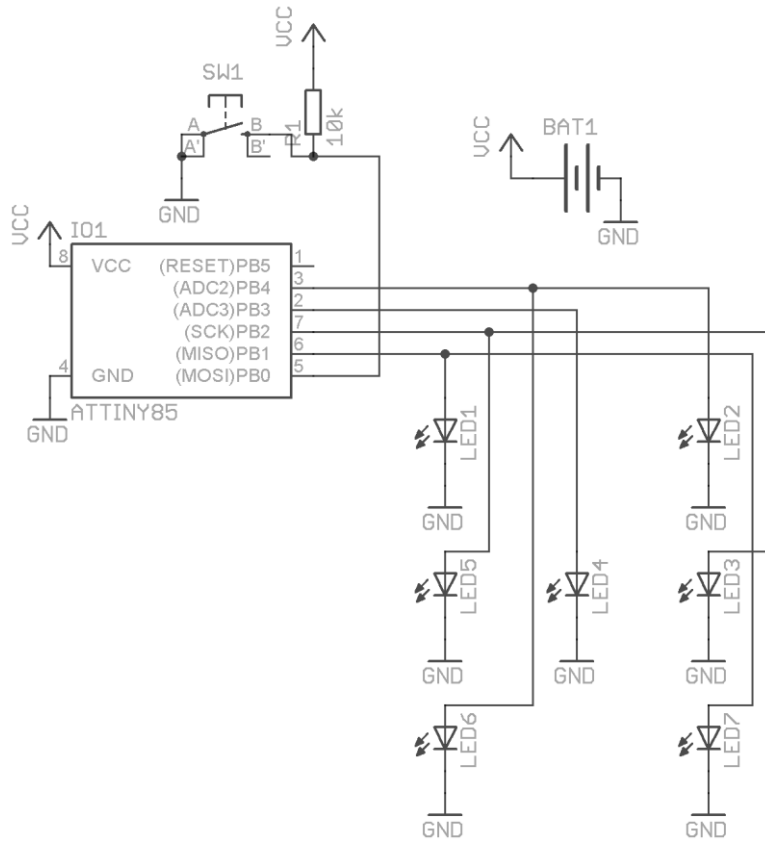 VCC
SW1
A
B
A'
B'
R1
10k
GND
VCC
BAT1
GND
VCC
IO1
8
VCC
(RESET)PB5
1
(ADC2)PB4
3
(ADC3)PB3
2
(SCK)PB2
7
(MISO)PB1
6
4
GND
(MOSI)PB0
5
ATTINY85
GND
LED1
GND
LED2
GND
LED5
GND
LED4
GND
LED3
GND
LED6
GND
LED7
GND